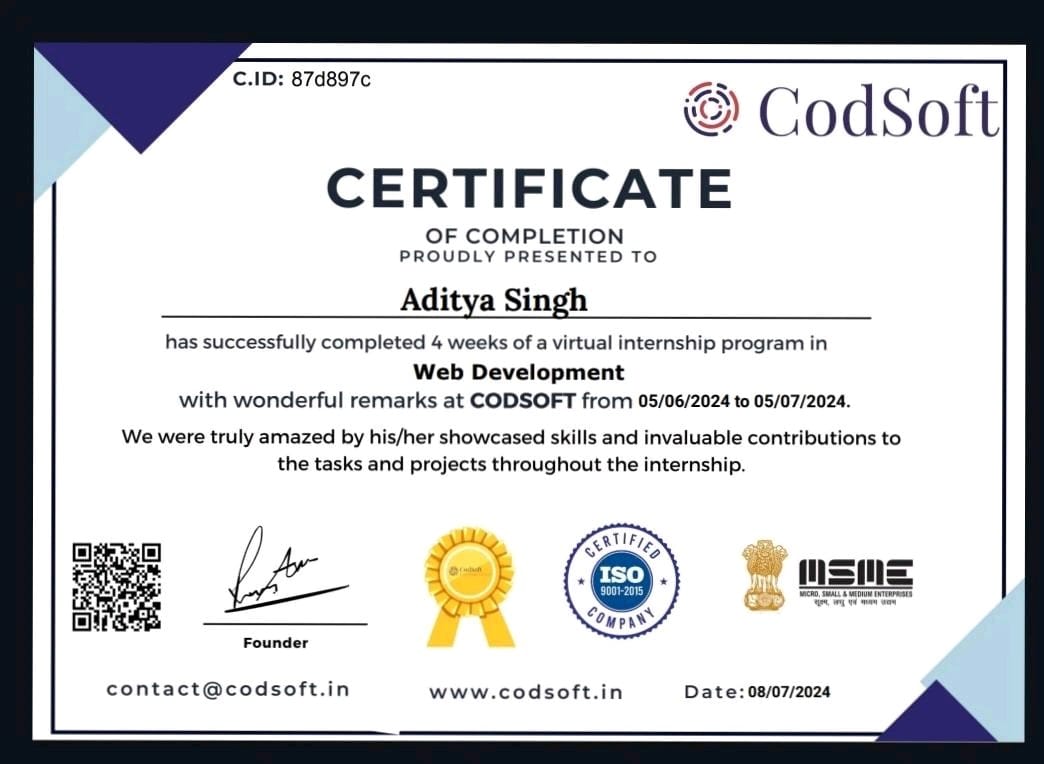 C.ID: 87d897c
CodSoft
CERTIFICATE
OF COMPLETION
PROUDLY PRESENTED TO
Aditya Singh
has successfully completed 4 weeks of a virtual internship program in
Web Development
with wonderful remarks at CODSOFT from 05/06/2024 to 05/07/2024.
We were truly amazed by his/her showcased skills and invaluable contributions to
the tasks and projects throughout the internship.
Founder
CodSoft
CERTIFIED
ISO
9001-2015
COMPANY
MSME
MICRO, SMALL & MEDIUM ENTERPRISES
सूक्ष्म, लघु एवं मध्यम उद्यम
contact@codsoft.in
www.codsoft.in
Date: 08/07/2024